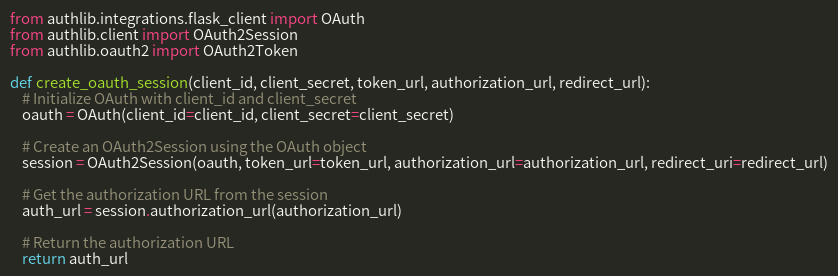 from authlib.integrations.flask_client import OAuth
from authlib.client import OAuth2Session
from authlib.oauth2 import OAuth2Token
def create_oauth_session(client_id, client_secret, token_url, authorization_url, redirect_url):
# Initialize OAuth with client_id and client_secret
oauth = OAuth(client_id=client_id, client_secret=client_secret)
# Create an OAuth2Session using the OAuth object
session = OAuth2Session(oauth, token_url=token_url, authorization_url=authorization_url, redirect_uri=redirect_url)
# Get the authorization URL from the session
auth_url = session.authorization_url(authorization_url)
# Return the authorization URL
return auth_url